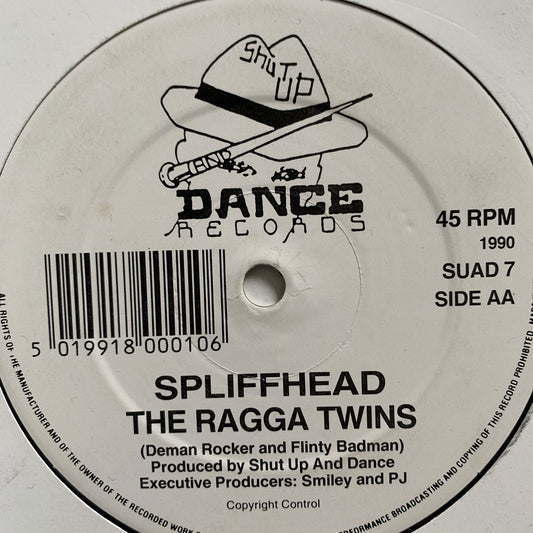 SHUT
UP
AND
DANCE
RECORDS
45 RPM
1990
SUAD 7
SIDE AA
5 019918 000106
SPLIFFHEAD
THE RAGGA TWINS
(Deman Rocker and Flinty Badman)
Produced by Shut Up And Dance
Executive Producers: Smiley and PJ
Copyright Control
ALL RIGHTS OF THE MANUFACTURER AND OF THE OWNER OF THE RECORDED WORK
PERFORMANCE BROADCASTING AND COPYING OF THIS RECORD PROHIBITED.